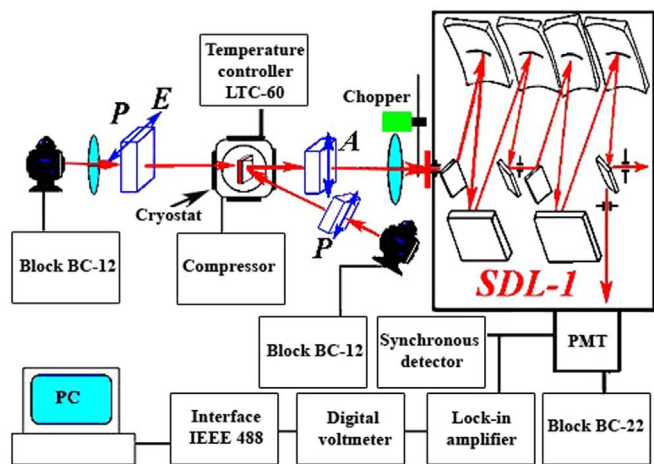 Temperature
controller
LTC-60
Chopper
P
E
A
P
Cryostat
Block BC-12
Compressor
SDL-1
Block BC-12
Synchronous
detector
PMT
PC
Interface
IEEE 488
Digital
voltmeter
Lock-in
amplifier
Block BC-22